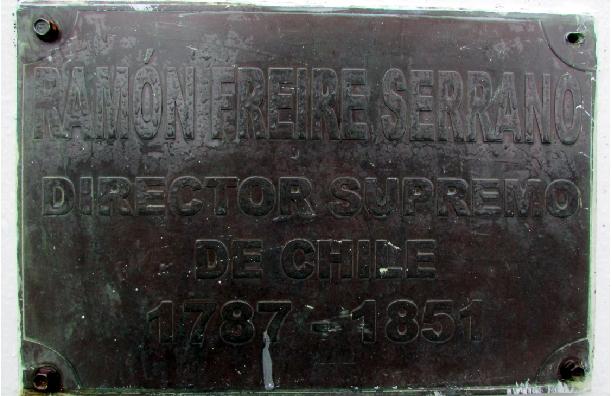 RAMÓN FREIRE SERRANO
DIRECTOR SUPREMO
DE CHILE
1787 - 1851